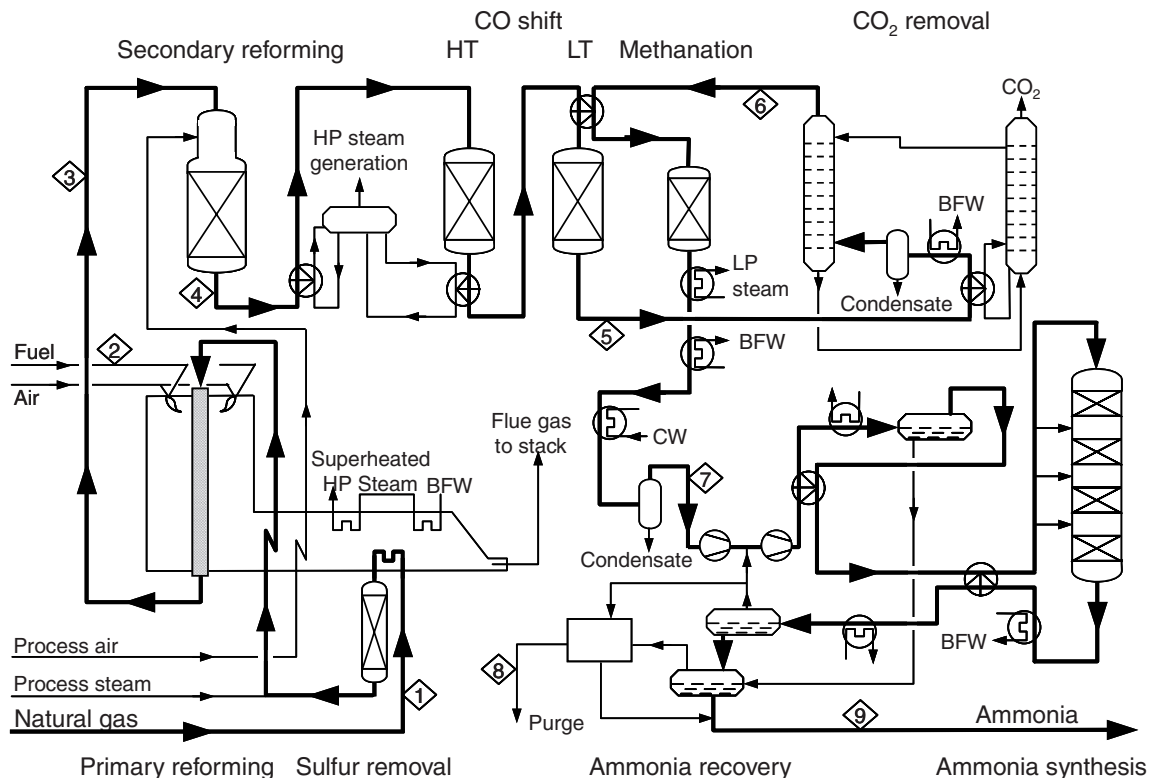 CO shift
CO₂ removal
Secondary reforming
HT
LT
Methanation
6
CO₂
HP steam
generation
3
BFW
LP
steam
4
Condensate
5
2
Fuel
BFW
Air
Flue gas
to stack
CW
Superheated
HP Steam
BFW
7
Condensate
Process air
BFW
Process steam
8
1
Natural gas
Purge
9
Ammonia
Primary reforming
Sulfur removal
Ammonia recovery
Ammonia synthesis